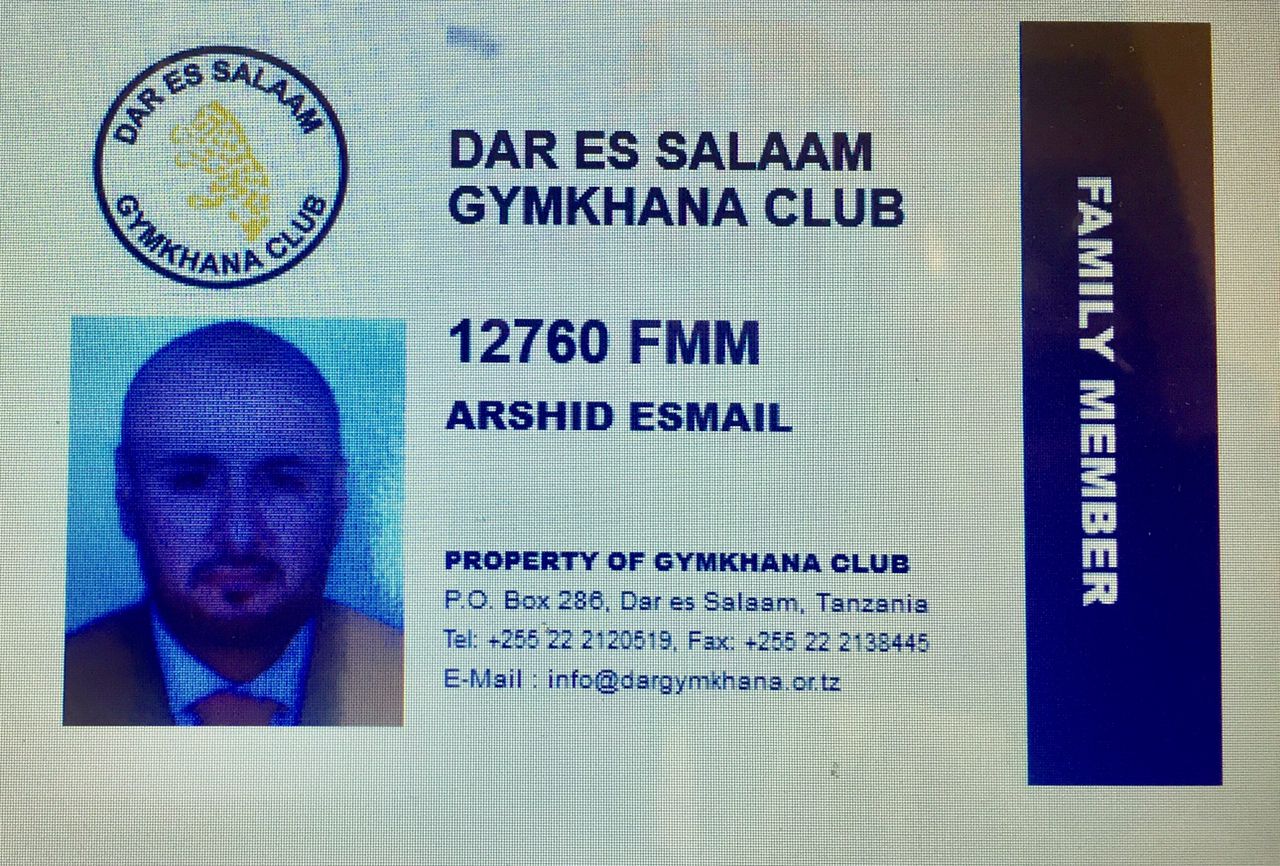 DAR ES SALAAM
GYMKHANA CLUB
DAR ES SALAAM
GYMKHANA CLUB
12760 FMM
ARSHID ESMAIL
PROPERTY OF GYMKHANA CLUB
P.O. Box 286, Dar es Salaam, Tanzania
Tel: +255 22 2120519, Fax: +255 22 2138445
E-Mail : info@dargymkhana.or.tz
FAMILY MEMBER